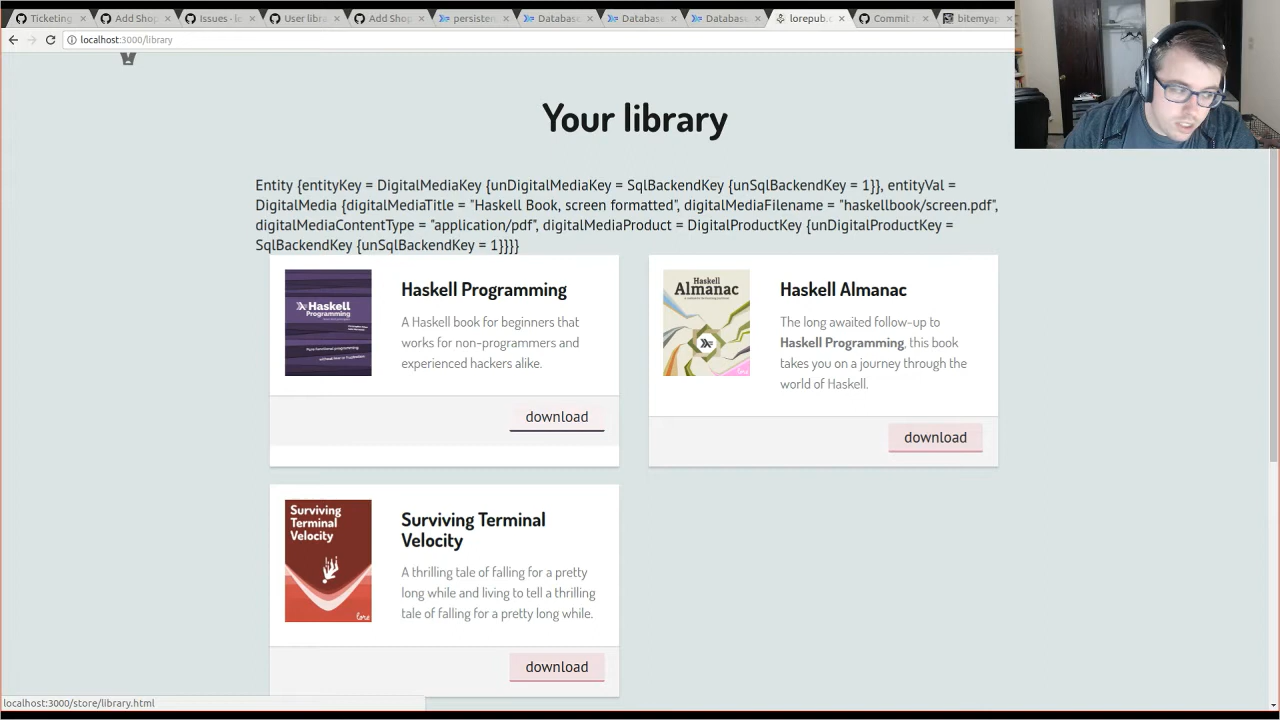 Ticketing
Add Shop
Issues · lo
User libra
Add Shop
persisten
Database.
Database.
Database.
lorepub.c
Commit
bitemyap
localhost:3000/library
Your library
Entity {entityKey = DigitalMediaKey {unDigitalMediaKey = SqlBackendKey {unSqlBackendKey = 1}}, entityVal =
DigitalMedia {digitalMediaTitle = "Haskell Book, screen formatted", digitalMediaFilename = "haskellbook/screen.pdf",
digitalMediaContentType = "application/pdf", digitalMediaProduct = DigitalProductKey {unDigitalProductKey =
SqlBackendKey {unSqlBackendKey = 1}}}}
Haskell
Programming
Haskell Programming
A Haskell book for beginners that
works for non-programmers and
experienced hackers alike.
download
Haskell
Almanac
lore
Haskell Almanac
The long awaited follow-up to
Haskell Programming, this book
takes you on a journey through the
world of Haskell.
download
Surviving
Terminal
Velocity
lore
Surviving Terminal
Velocity
A thrilling tale of falling for a pretty
long while and living to tell a thrilling
tale of falling for a pretty long while.
download
localhost:3000/store/library.html